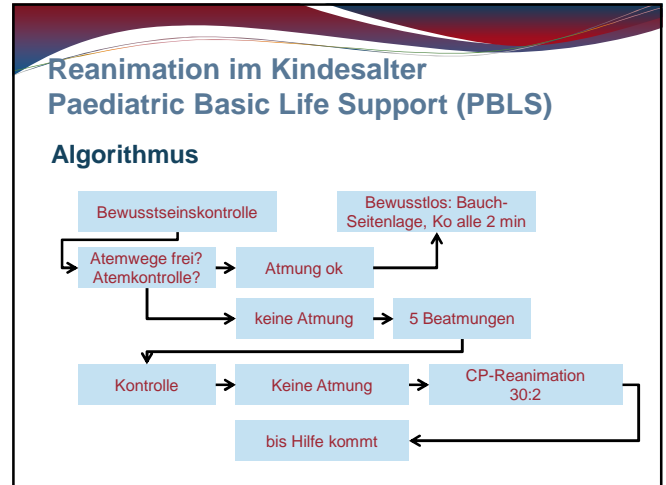 Reanimation im Kindesalter
Paediatric Basic Life Support (PBLS)
Algorithmus
Bewusstseinskontrolle
Bewusstlos: Bauch-
Seitenlage, Ko alle 2 min
Atemwege frei?
Atemkontrolle?
Atmung ok
keine Atmung
5 Beatmungen
Kontrolle
Keine Atmung
CP-Reanimation
30:2
bis Hilfe kommt